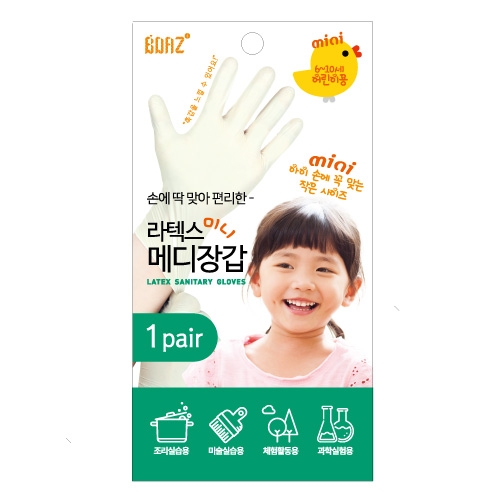 BOAZ
mini
6~10세
어린이용
mini
아이 손에 꼭 맞는
작은 사이즈
손에 딱 맞아 편리한-
라텍스 미니
메디장갑
LATEX SANITARY GLOVES
1 pair
조리실습용
미술실습용
체험활동용
과학실험용